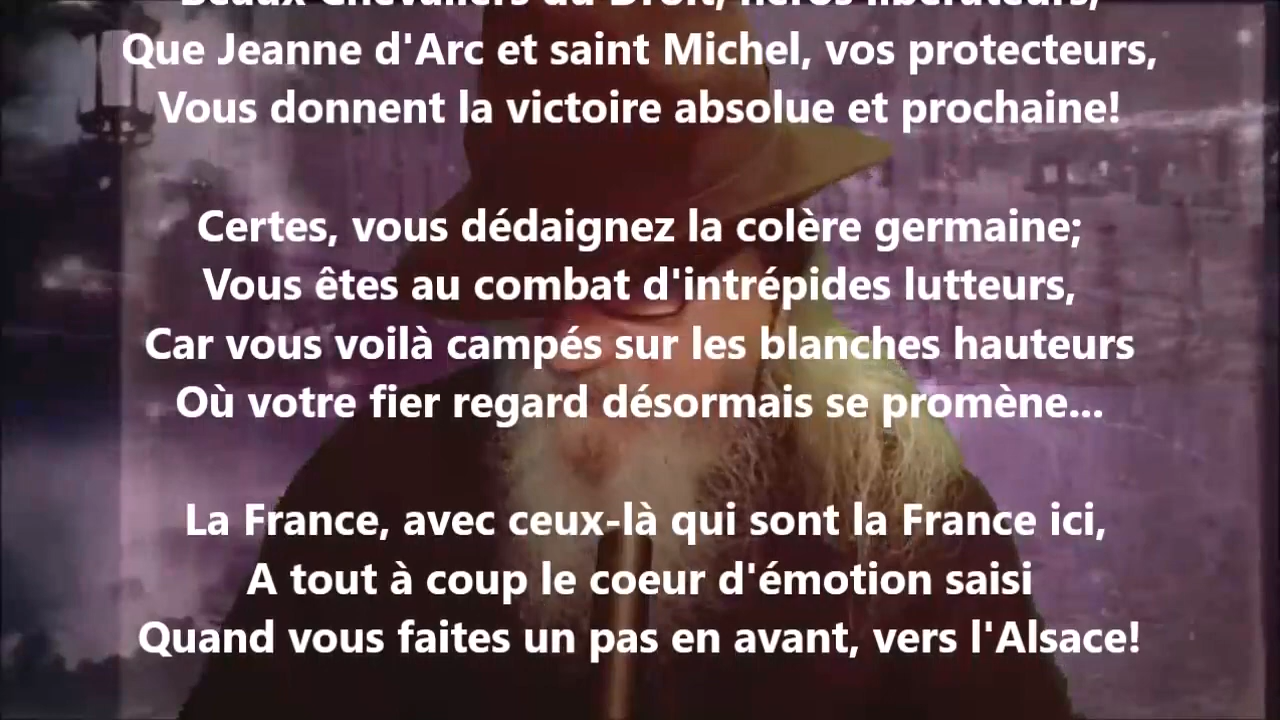 Beaux Chevaliers du Droit, héros libérateurs,
Que Jeanne d'Arc et saint Michel, vos protecteurs,
Vous donnent la victoire absolue et prochaine!
Certes, vous dédaignez la colère germaine;
Vous êtes au combat d'intrépides lutteurs,
Car vous voilà campés sur les blanches hauteurs
Où votre fier regard désormais se promène...
La France, avec ceux-là qui sont la France ici,
A tout à coup le coeur d'émotion saisi
Quand vous faites un pas en avant, vers l'Alsace!